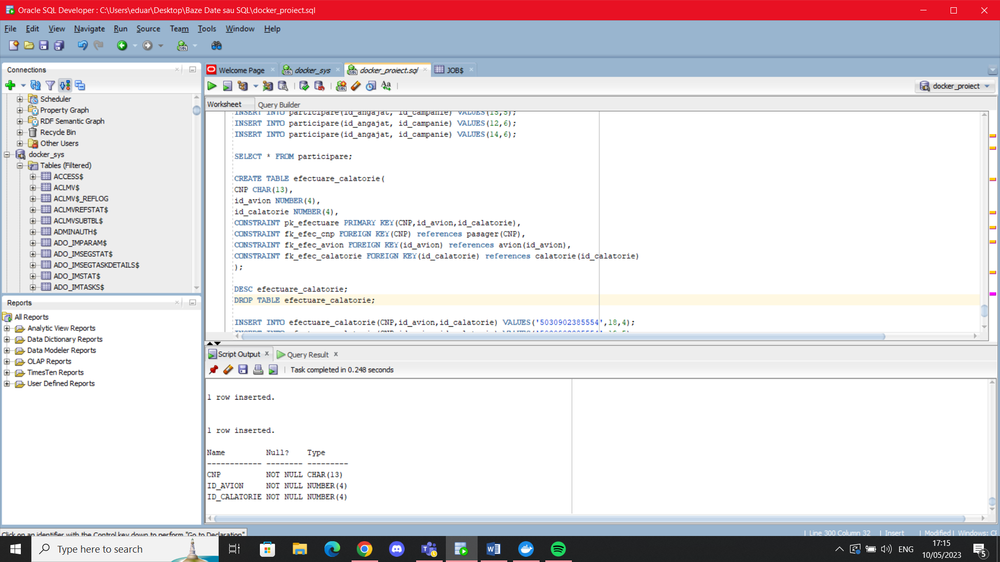 Oracle SQL Developer : C:\Users\eduar\Desktop\Baze Date sau SQL\docker_proiect.sql
File Edit View Navigate Run Source Team Tools Window Help
Connections
Scheduler
Property Graph
RDF Semantic Graph
Recycle Bin
Other Users
docker_sys
Tables (Filtered)
ACCESS$
ACLMV$
ACLMV$_REFLOG
ACLMVREFSTAT$
ACLMVSUBTBL$
ADMINAUTH$
ADO_IMPARAM$
ADO_IMSEGSTAT$
ADO_IMSEGTASKDETAILS$
ADO_IMSTAT$
ADO_IMTASKS$
Reports
All Reports
Analytic View Reports
Data Dictionary Reports
Data Modeler Reports
OLAP Reports
TimesTen Reports
User Defined Reports
Welcome Page docker_sys docker_proiect.sql JOB$
docker_proiect
Worksheet Query Builder
INSERT INTO participare(id_angajat, id_campanie) VALUES(15,5);
INSERT INTO participare(id_angajat, id_campanie) VALUES(12,6);
INSERT INTO participare(id_angajat, id_campanie) VALUES(14,6);
SELECT * FROM participare;
CREATE TABLE efectuare_calatorie(
CNP CHAR(13),
id_avion NUMBER(4),
id_calatorie NUMBER(4),
CONSTRAINT pk_efectuare PRIMARY KEY(CNP,id_avion,id_calatorie),
CONSTRAINT fk_efec_cnp FOREIGN KEY(CNP) references pasager(CNP),
CONSTRAINT fk_efec_avion FOREIGN KEY(id_avion) references avion(id_avion),
CONSTRAINT fk_efec_calatorie FOREIGN KEY(id_calatorie) references calatorie(id_calatorie)
);
DESC efectuare_calatorie;
DROP TABLE efectuare_calatorie;
INSERT INTO efectuare_calatorie(CNP,id_avion,id_calatorie) VALUES('5030902385554',18,4);
Script Output Query Result
Task completed in 0.248 seconds
1 row inserted.
1 row inserted.
Name Null? Type
------------ -------- ---------
CNP NOT NULL CHAR(13)
ID_AVION NOT NULL NUMBER(4)
ID_CALATORIE NOT NULL NUMBER(4)
Click on an identifier with the Control key down to perform "Go to Declaration"
Line 300 Column 32 | Insert | Modified | Windows:
Type here to search
ENG
17:15
10/05/2023
5